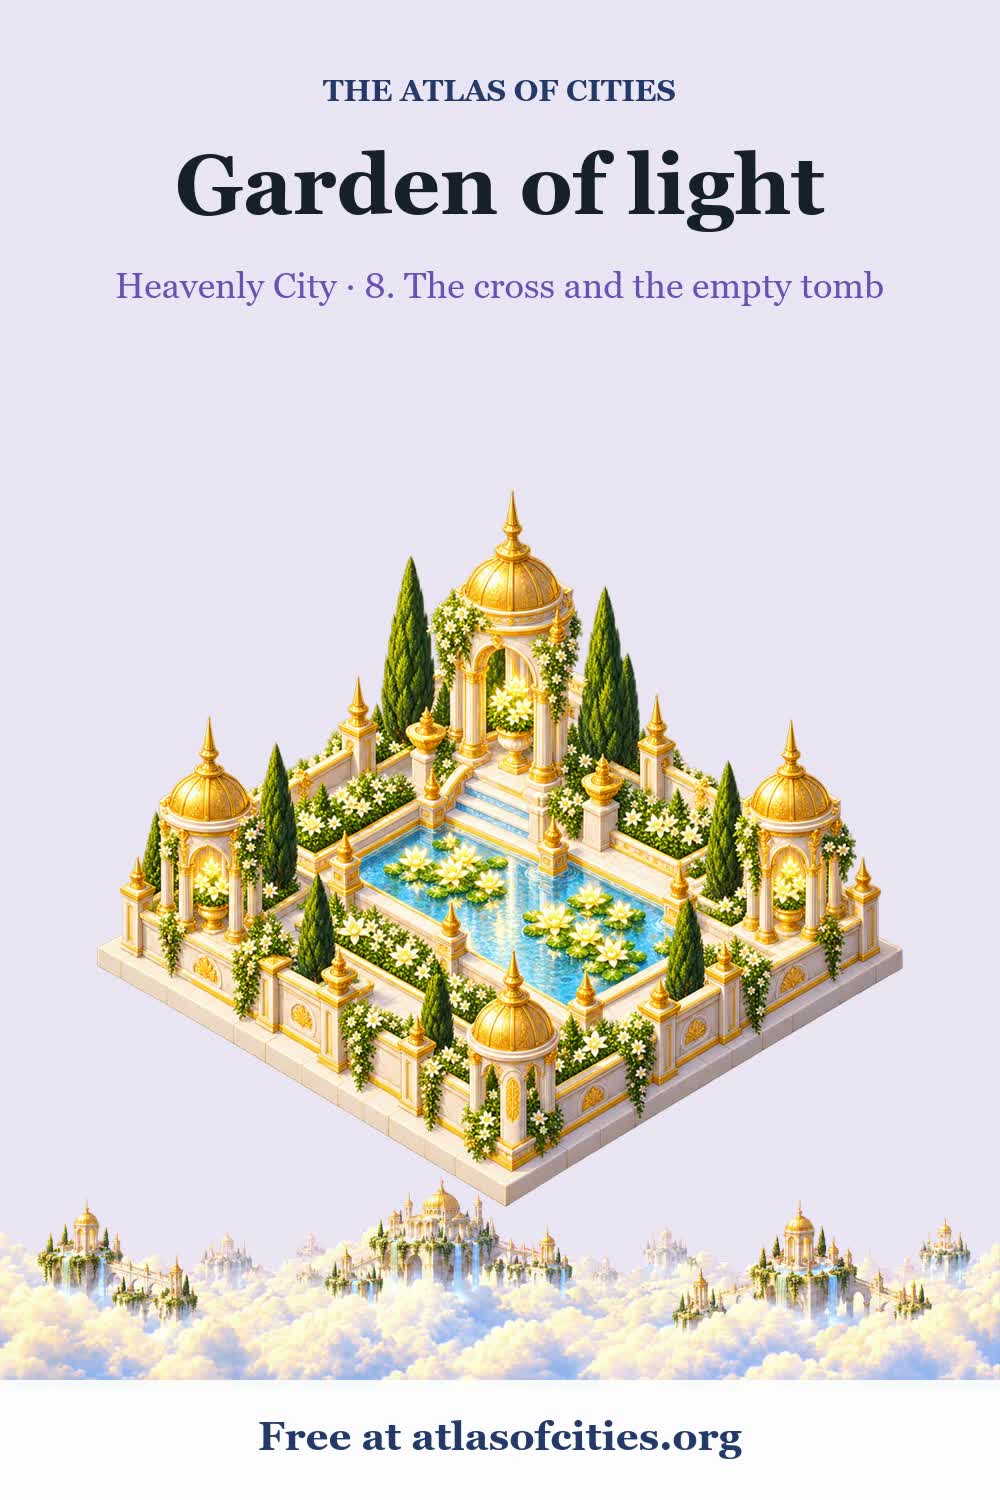 THE ATLAS OF CITIES
Garden of light
Heavenly City · 8. The cross and the empty tomb
Free at atlasofcities.org